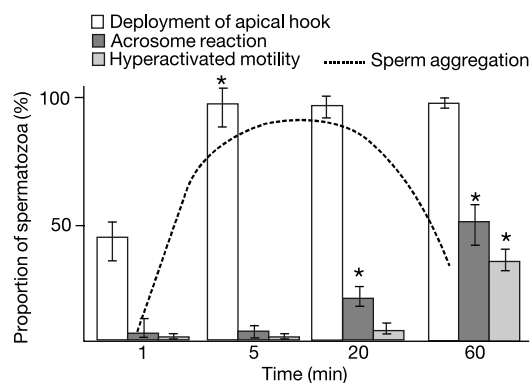 Deployment of apical hook
Acrosome reaction
Hyperactivated motility
Sperm aggregation
Proportion of spermatozoa (%)
100
50
* * * *
1 5 20 60
Time (min)